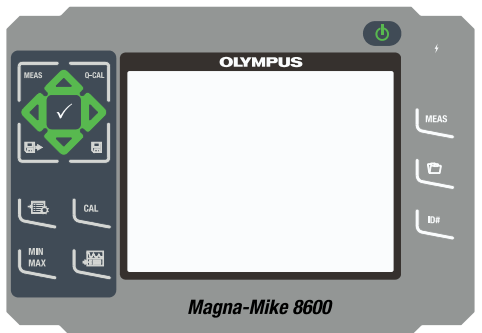 OLYMPUS
MEAS
Q-CAL
✓
MEAS
CAL
ID#
MIN
MAX
Magna-Mike 8600